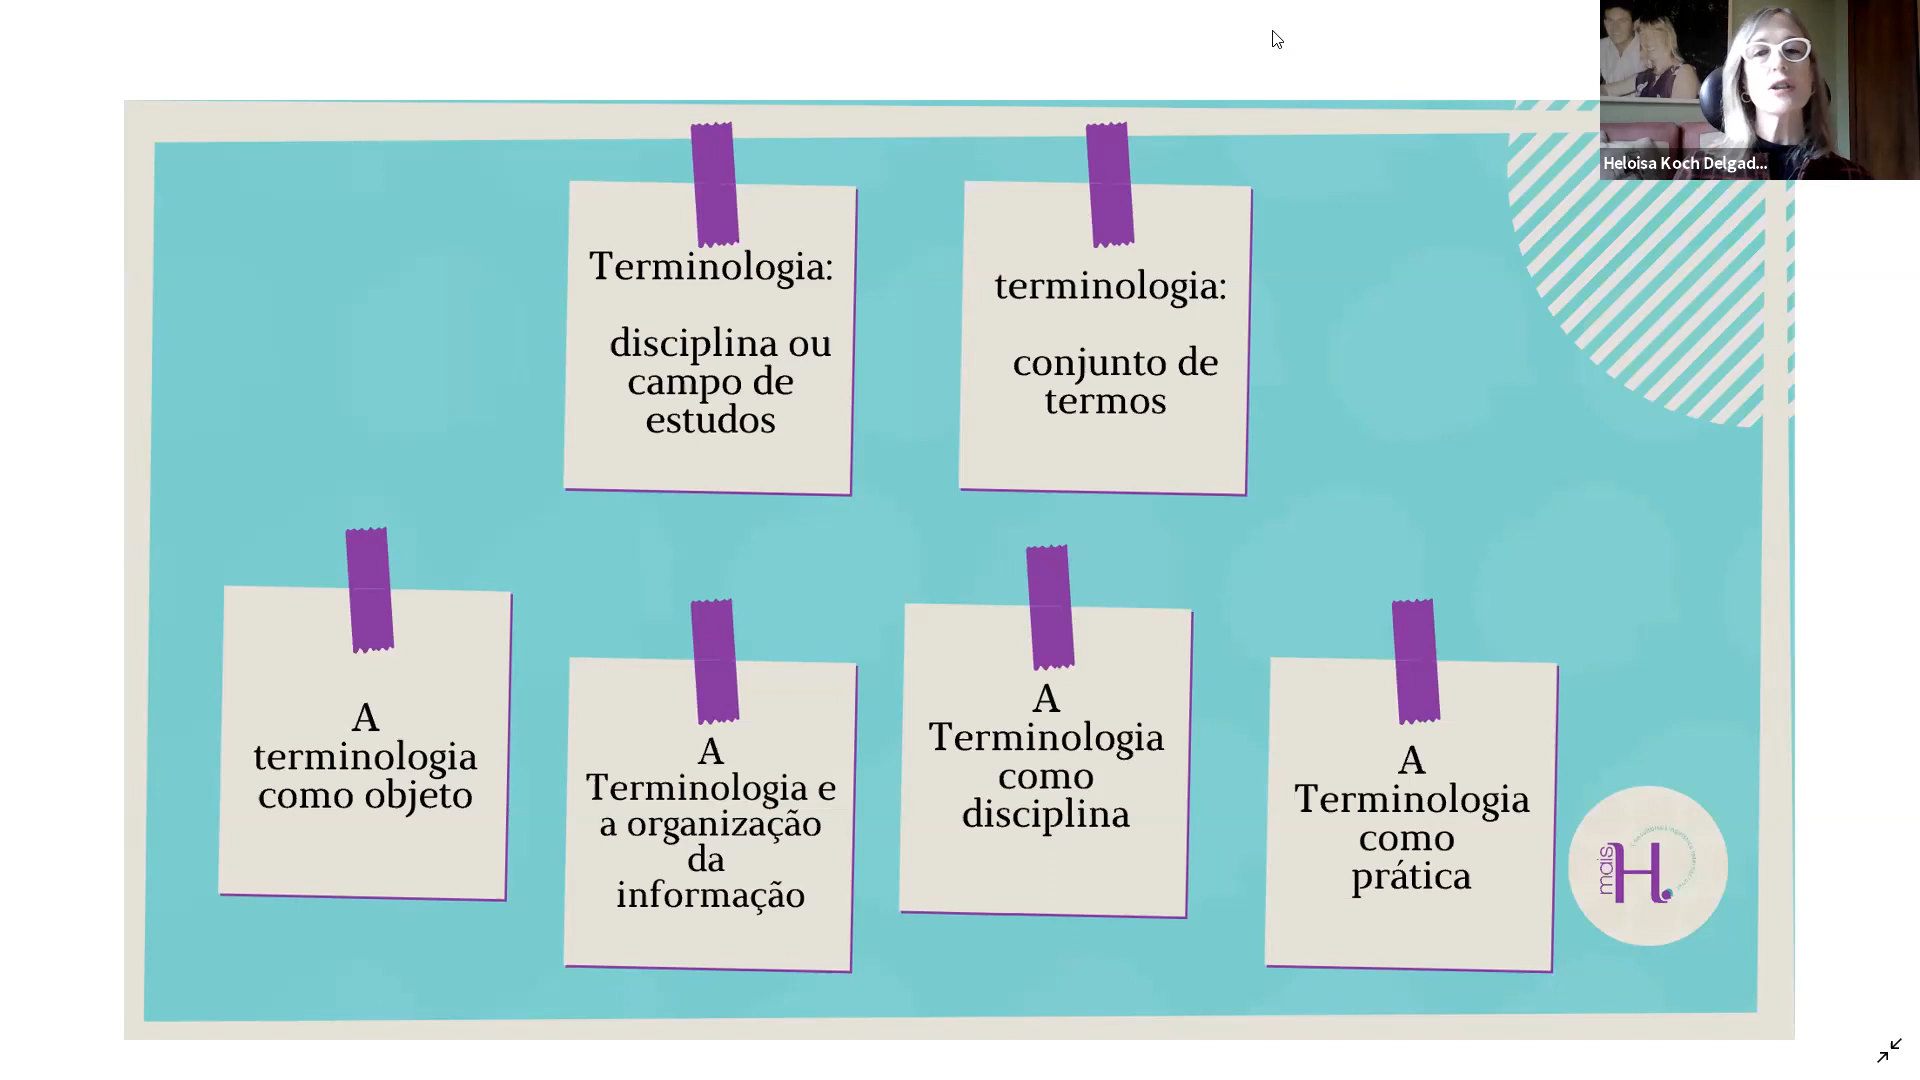 Heloisa Koch Delgad...
Terminologia:
disciplina ou
campo de
estudos
terminologia:
conjunto de
termos
A
terminologia
como objeto
A
Terminologia e
a organização
da
informação
A
Terminologia
como
disciplina
A
Terminologia
como
prática
mais
H